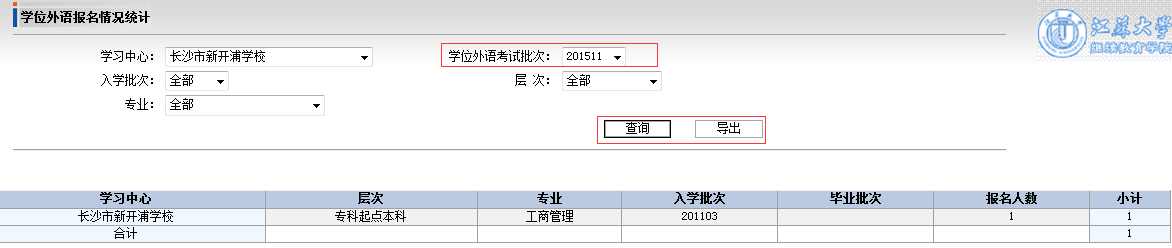 学位外语报名情况统计
江苏大学
继续教育学院
学习中心： 长沙市新开浦学校 学位外语考试批次： 201511
入学批次： 全部 层 次： 全部
专业： 全部
查询 导出
学习中心 层次 专业 入学批次 毕业批次 报名人数 小计
长沙市新开浦学校 专科起点本科 工商管理 201103 1 1
合计 1